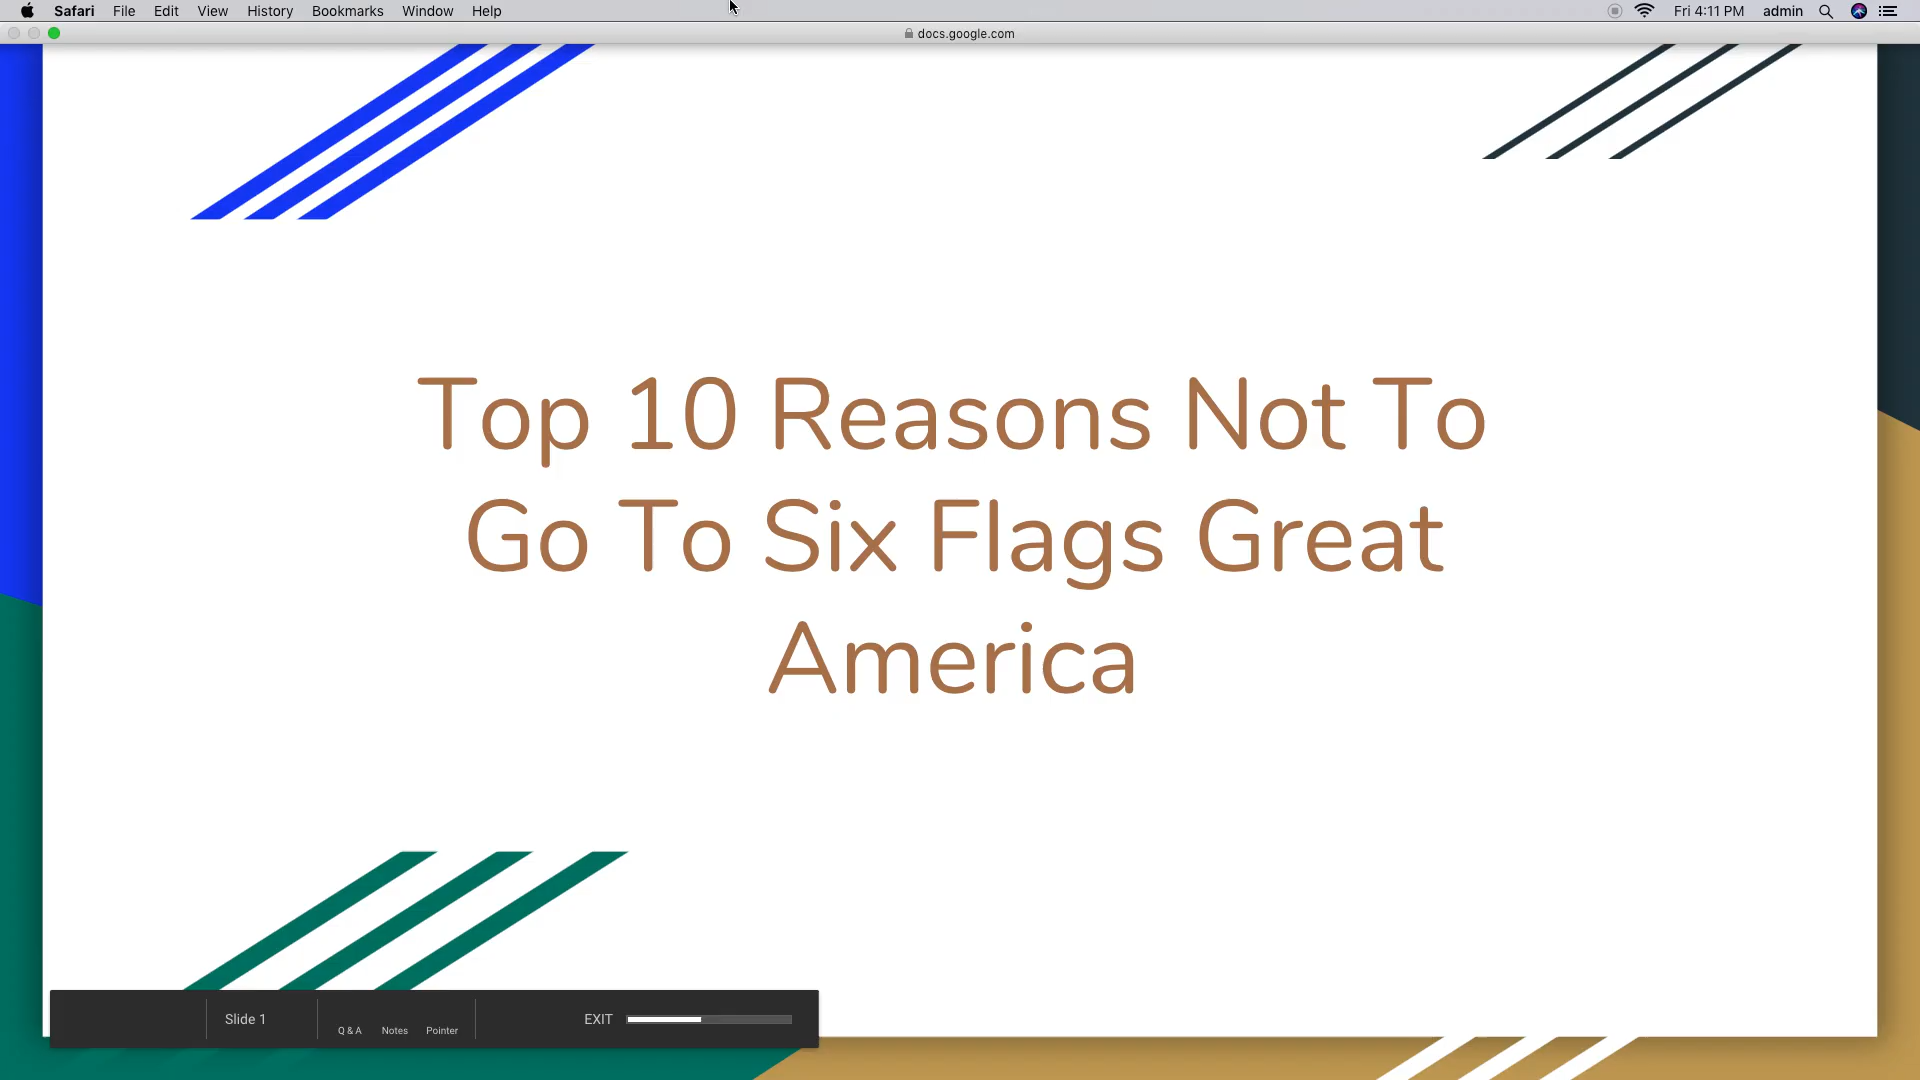 Safari File Edit View History Bookmarks Window Help Fri 4:11 PM admin
docs.google.com
Top 10 Reasons Not To
Go To Six Flags Great
America
Slide 1 Q & A Notes Pointer EXIT